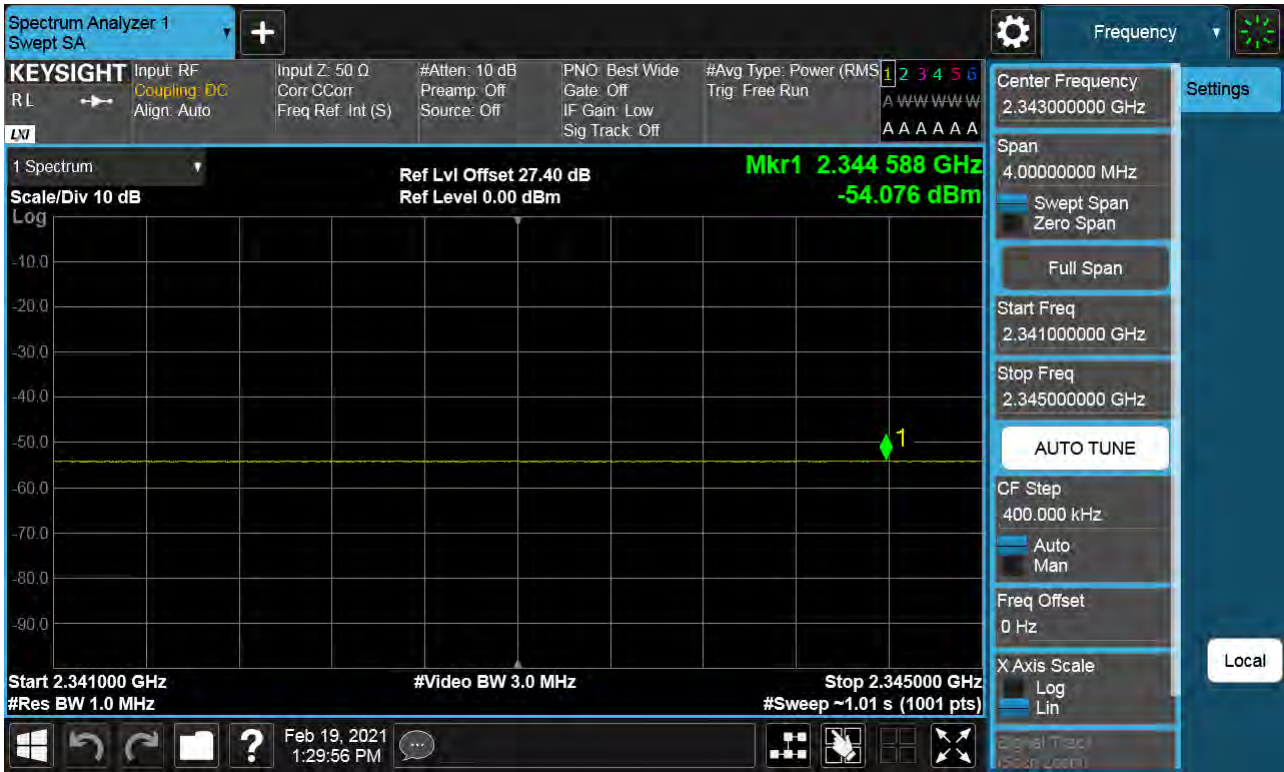 Spectrum Analyzer 1
Swept SA
+
Frequency
KEYSIGHT
RL
LXI
Input: RF
Coupling: DC
Align: Auto
Input Z: 50 Ω
Corr CCorr
Freq Ref: Int (S)
#Atten: 10 dB
Preamp: Off
Source: Off
PNO: Best Wide
Gate: Off
IF Gain: Low
Sig Track: Off
#Avg Type: Power (RMS
Trig: Free Run
1 2 3 4 5 6
A W W W W W
A A A A A A
1 Spectrum
Scale/Div 10 dB
Log
Ref Lvl Offset 27.40 dB
Ref Level 0.00 dBm
Mkr1 2.344 588 GHz
-54.076 dBm
-10.0
-20.0
-30.0
-40.0
-50.0
-60.0
-70.0
-80.0
-90.0
1
Start 2.341000 GHz
#Res BW 1.0 MHz
#Video BW 3.0 MHz
Stop 2.345000 GHz
#Sweep ~1.01 s (1001 pts)
Center Frequency
2.343000000 GHz
Span
4.00000000 MHz
Swept Span
Zero Span
Full Span
Start Freq
2.341000000 GHz
Stop Freq
2.345000000 GHz
AUTO TUNE
CF Step
400.000 kHz
Auto
Man
Freq Offset
0 Hz
X Axis Scale
Log
Lin
Signal Track
(Span Zoom)
Settings
Local
?
Feb 19, 2021
1:29:56 PM